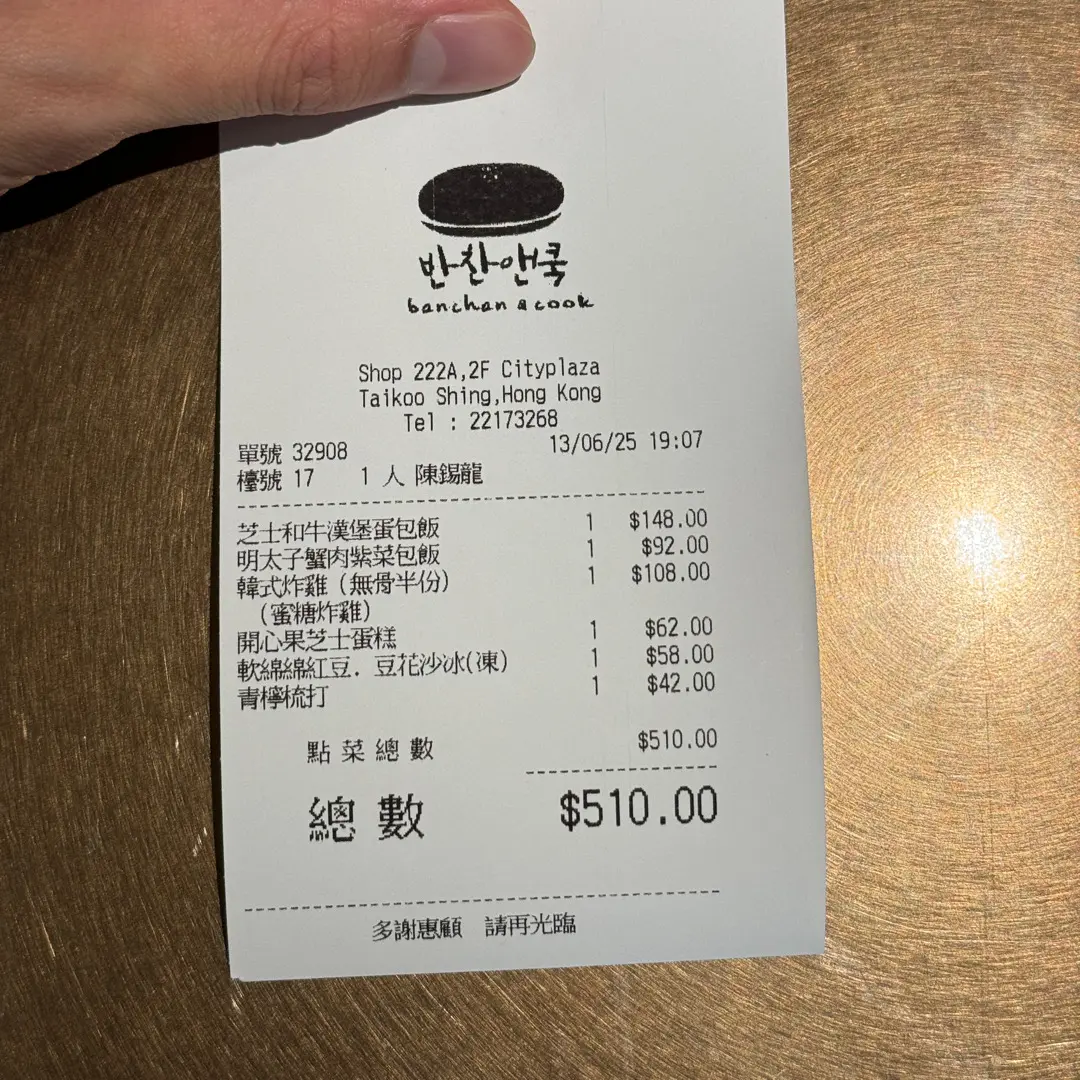 반찬앤쿡
banchan & cook
Shop 222A,2F Cityplaza
Taikoo Shing,Hong Kong
Tel : 22173268
單號 32908 13/06/25 19:07
檯號 17 1 人 陳錫龍
芝士和牛漢堡蛋包飯 1 $148.00
明太子蟹肉紫菜包飯 1 $92.00
韓式炸雞 (無骨半份) 1 $108.00
(蜜糖炸雞)
開心果芝士蛋糕 1 $62.00
軟綿綿紅豆. 豆花沙冰(凍) 1 $58.00
青檸梳打 1 $42.00
點菜總數 $510.00
總數 $510.00
多謝惠顧 請再光臨